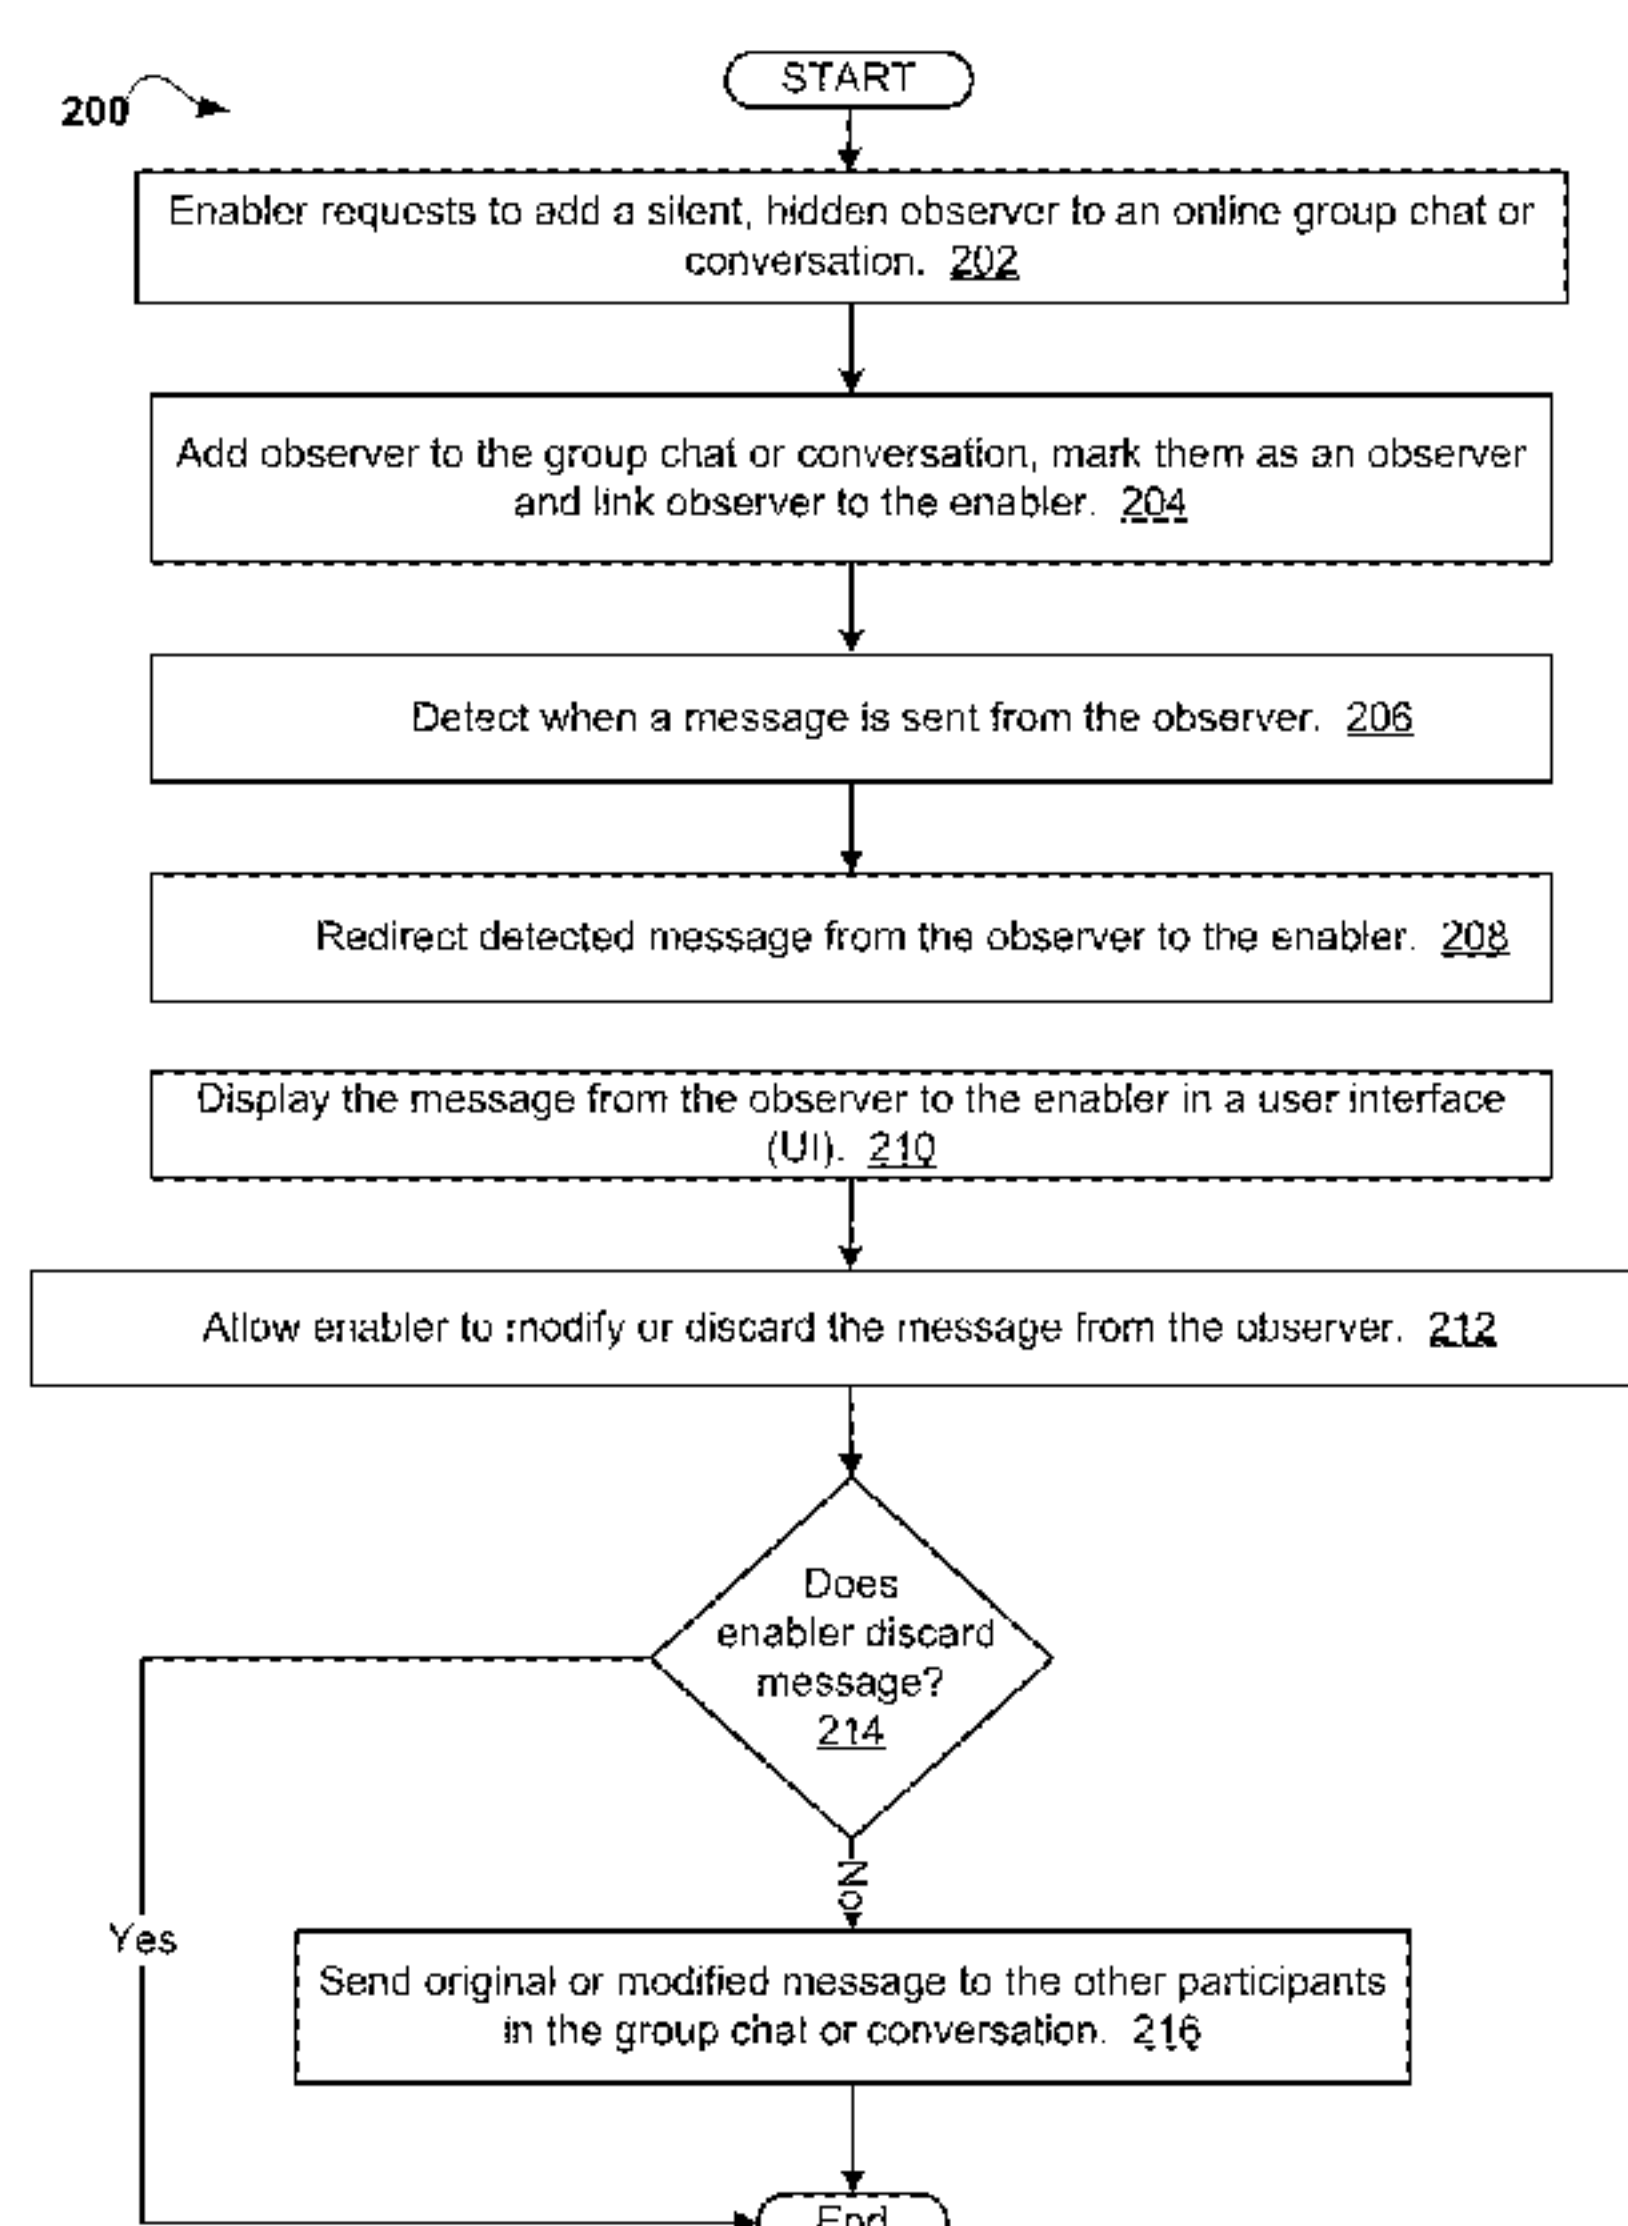 START
200
Enabler requests to add a silent, hidden observer to an online group chat or
conversation. 202
Add observer to the group chat or conversation, mark them as an observer
and link observer to the enabler. 204
Detect when a message is sent from the observer. 206
Redirect detected message from the observer to the enabler. 208
Display the message from the observer to the enabler in a user interface
(UI). 210
Allow enabler to modify or discard the message from the observer. 212
Does
enabler discard
message?
214
No
Yes
Send original or modified message to the other participants
in the group chat or conversation. 216
End